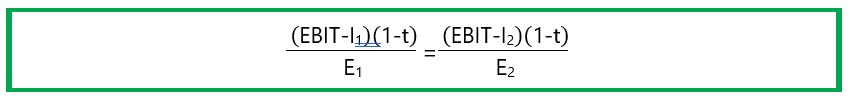 (EBIT-I₁)(1-t) = (EBIT-I₂)(1-t)
E₁ E₂